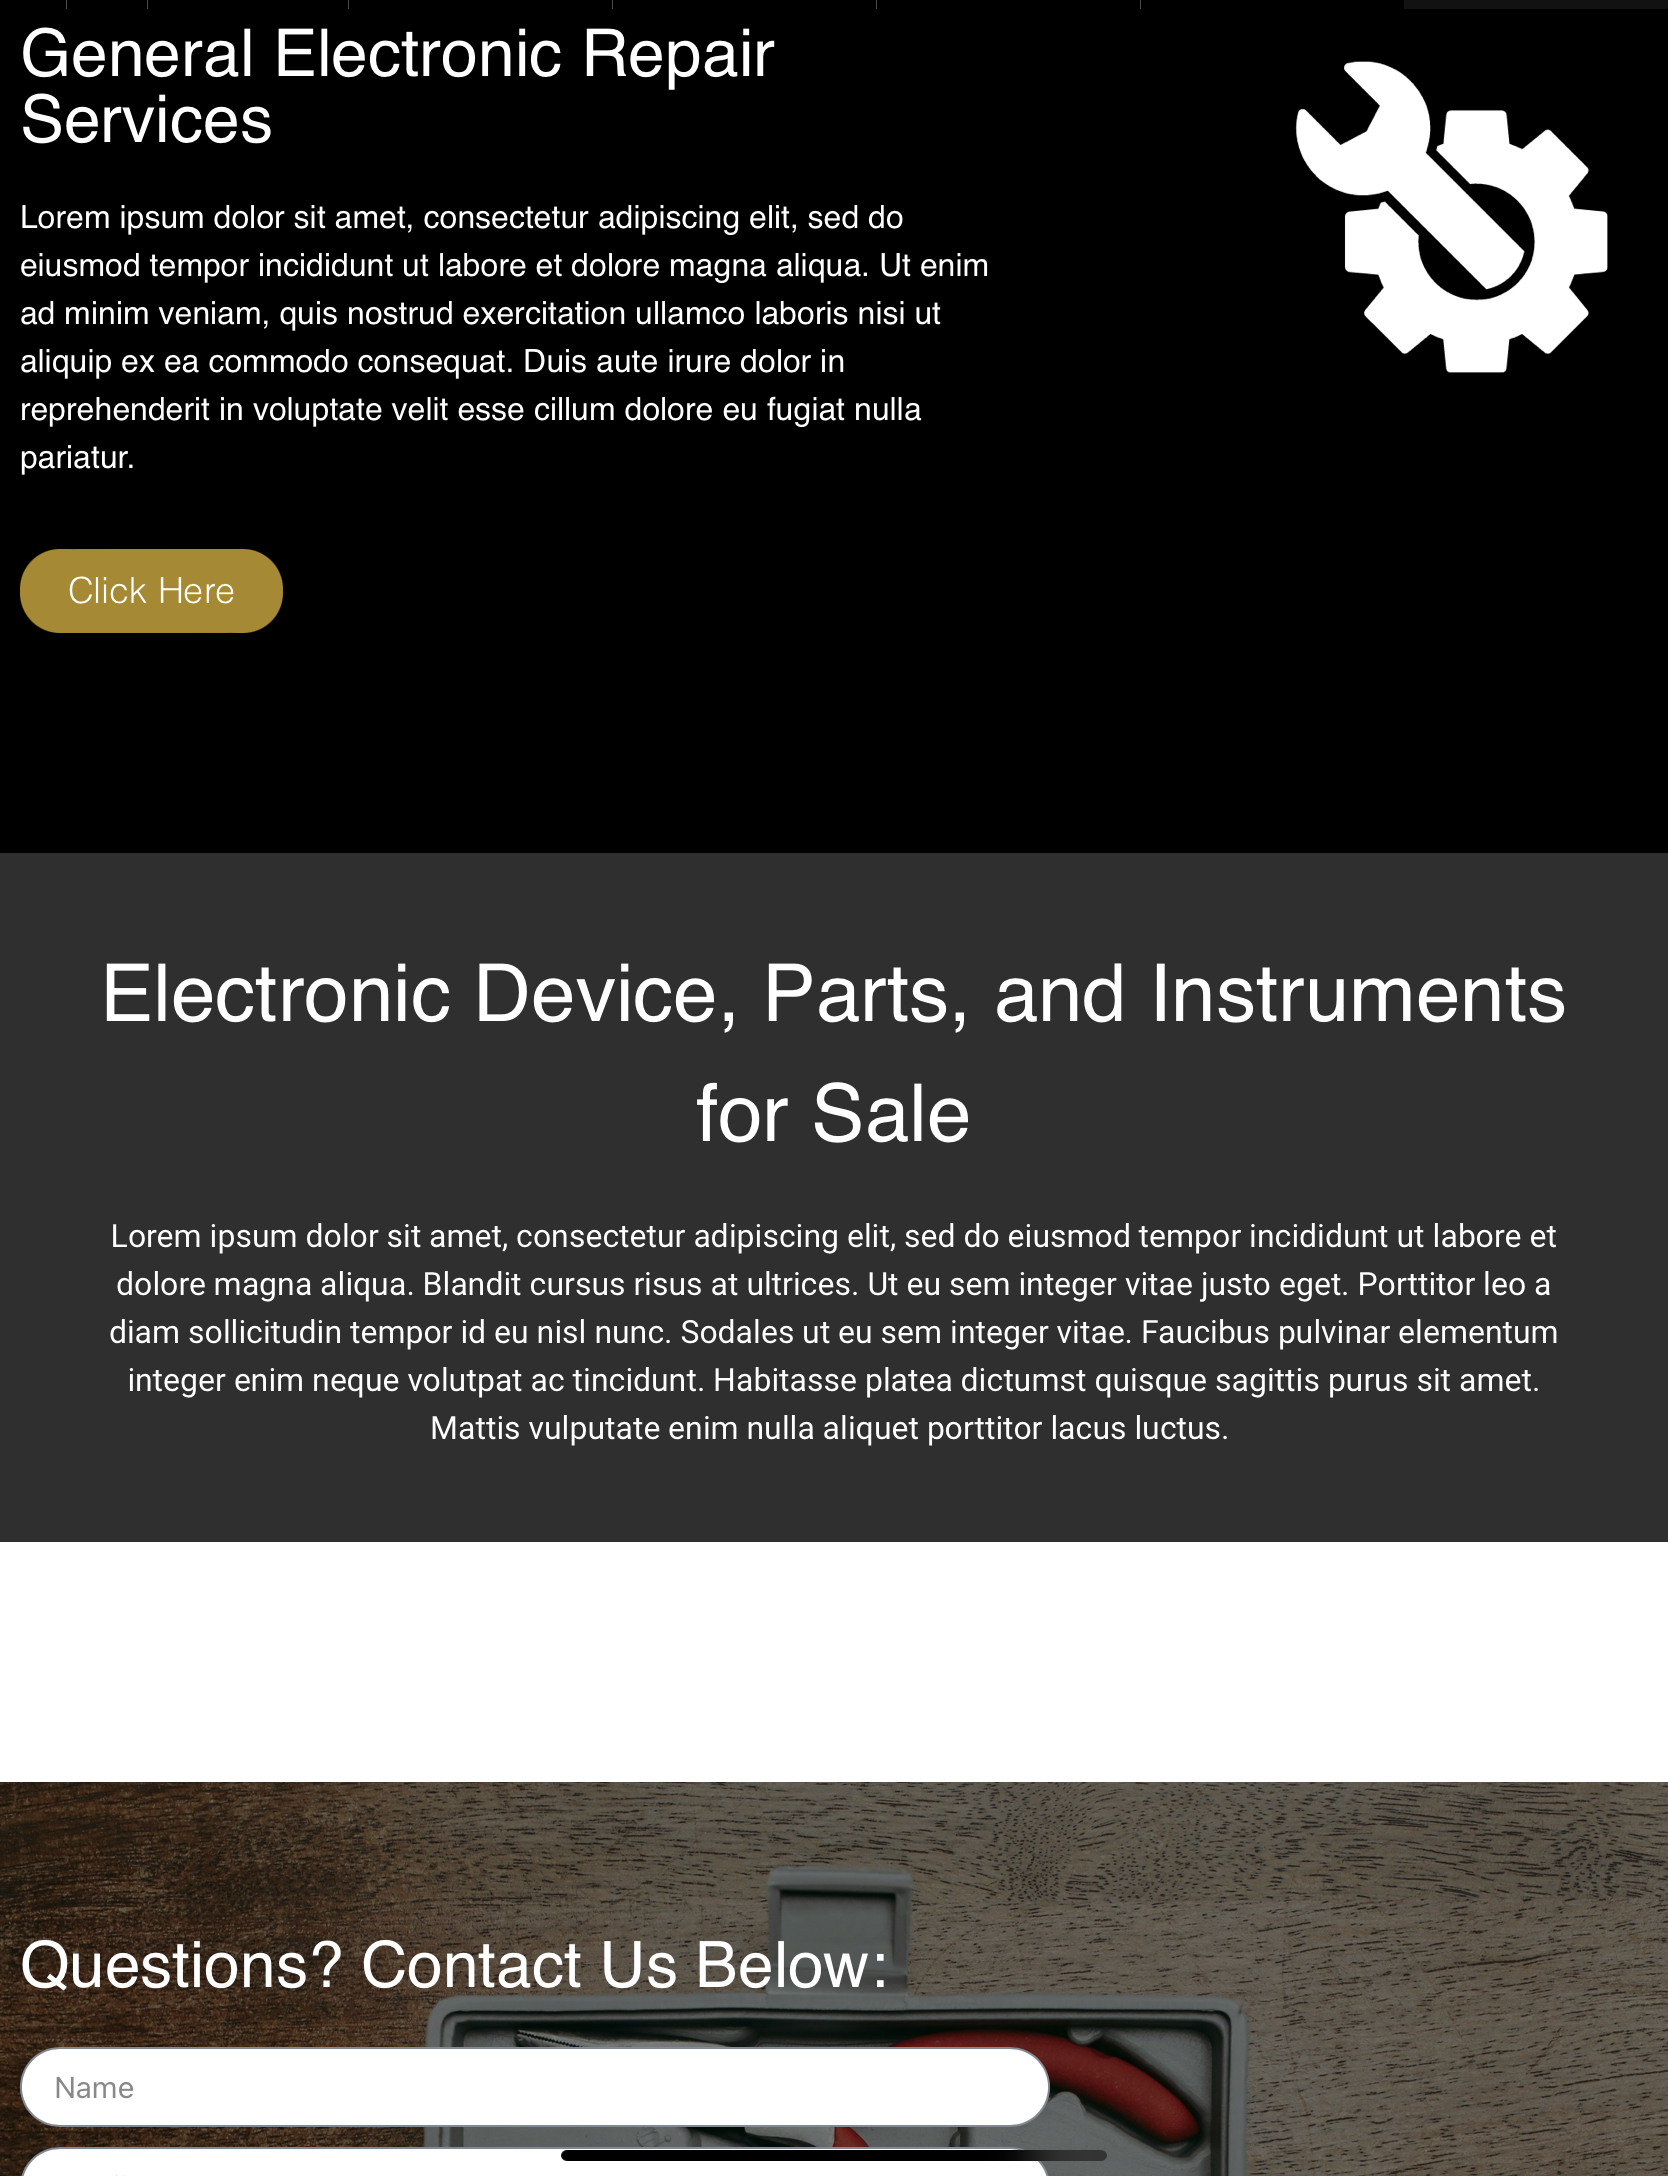 General Electronic Repair
Services
Lorem ipsum dolor sit amet, consectetur adipiscing elit, sed do
eiusmod tempor incididunt ut labore et dolore magna aliqua. Ut enim
ad minim veniam, quis nostrud exercitation ullamco laboris nisi ut
aliquip ex ea commodo consequat. Duis aute irure dolor in
reprehenderit in voluptate velit esse cillum dolore eu fugiat nulla
pariatur.
Click Here
Electronic Device, Parts, and Instruments
for Sale
Lorem ipsum dolor sit amet, consectetur adipiscing elit, sed do eiusmod tempor incididunt ut labore et
dolore magna aliqua. Blandit cursus risus at ultrices. Ut eu sem integer vitae justo eget. Porttitor leo a
diam sollicitudin tempor id eu nisl nunc. Sodales ut eu sem integer vitae. Faucibus pulvinar elementum
integer enim neque volutpat ac tincidunt. Habitasse platea dictumst quisque sagittis purus sit amet.
Mattis vulputate enim nulla aliquet porttitor lacus luctus.
Questions? Contact Us Below:
Name